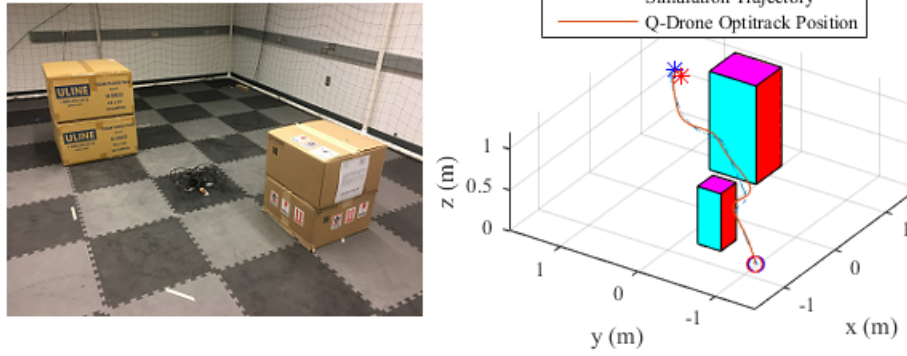 ULINE
ULINE
Simulation Trajectory
Q-Drone Optitrack Position
1
0.5
0
z (m)
1
0
-1
y (m)
1
0
-1
x (m)